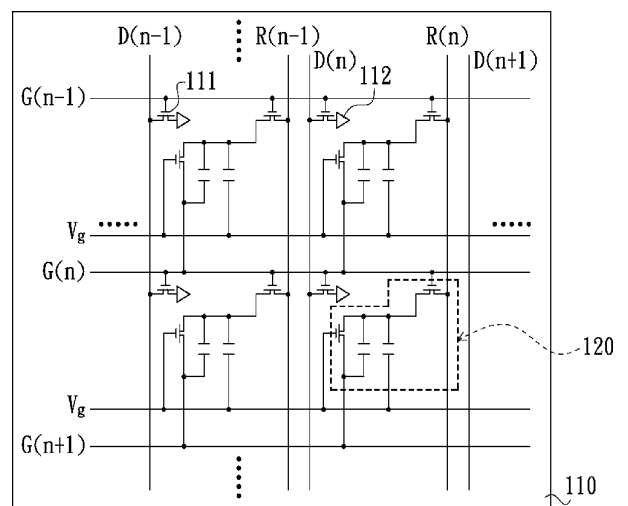 D(n-1) R(n-1) R(n)
D(n) D(n+1)
111 112
G(n-1)
Vg
G(n)
120
Vg
G(n+1)
110